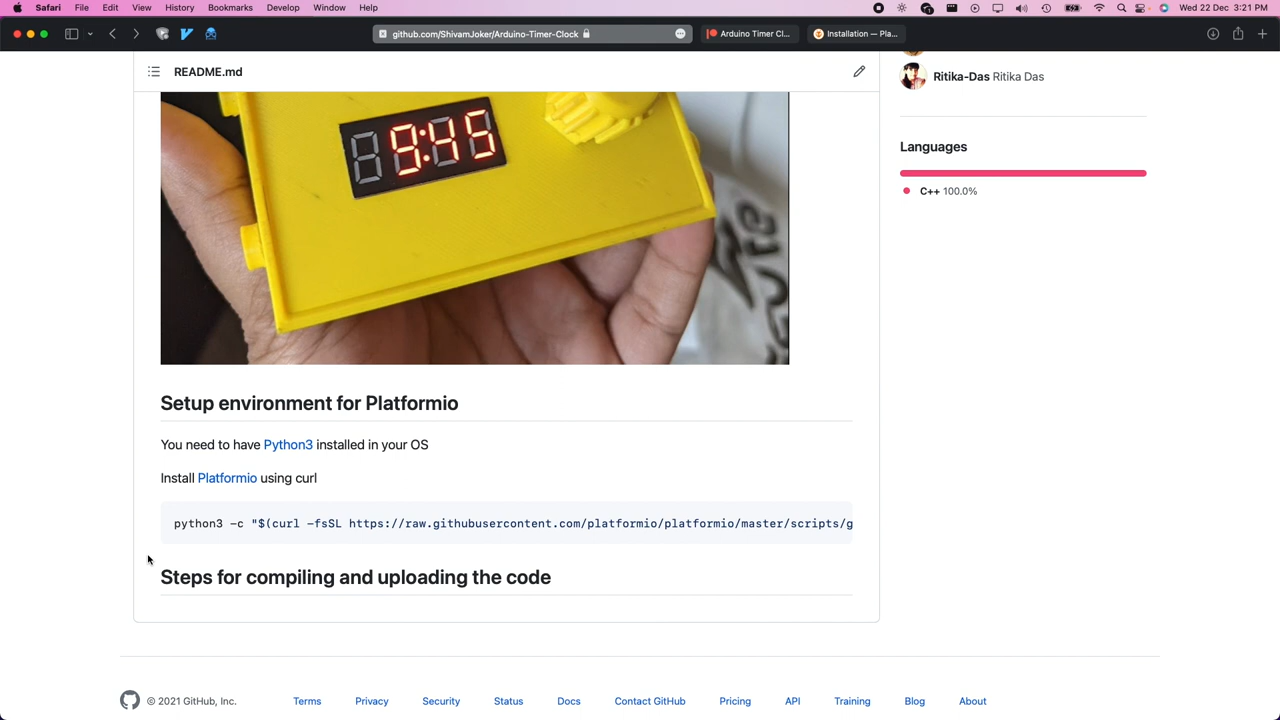 Safari File Edit View History Bookmarks Develop Window Help Wed 22 Dec 3:21 PM
github.com/ShivamJoker/Arduino-Timer-Clock Arduino Timer Cl... Installation — Pla...
README.md
Ritika-Das Ritika Das
9:45
Languages
C++ 100.0%
Setup environment for Platformio
You need to have Python3 installed in your OS
Install Platformio using curl
python3 -c "$(curl -fsSL https://raw.githubusercontent.com/platformio/platformio/master/scripts/g
Steps for compiling and uploading the code
© 2021 GitHub, Inc. Terms Privacy Security Status Docs Contact GitHub Pricing API Training Blog About